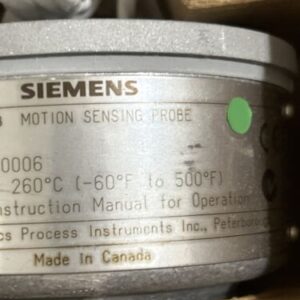 SIEMENS
MOTION SENSING PROBE
0006
260°C (-60°F to 500°F)
nstruction Manual for Operation
cs Process Instruments Inc., Peterboro
Made in Canada